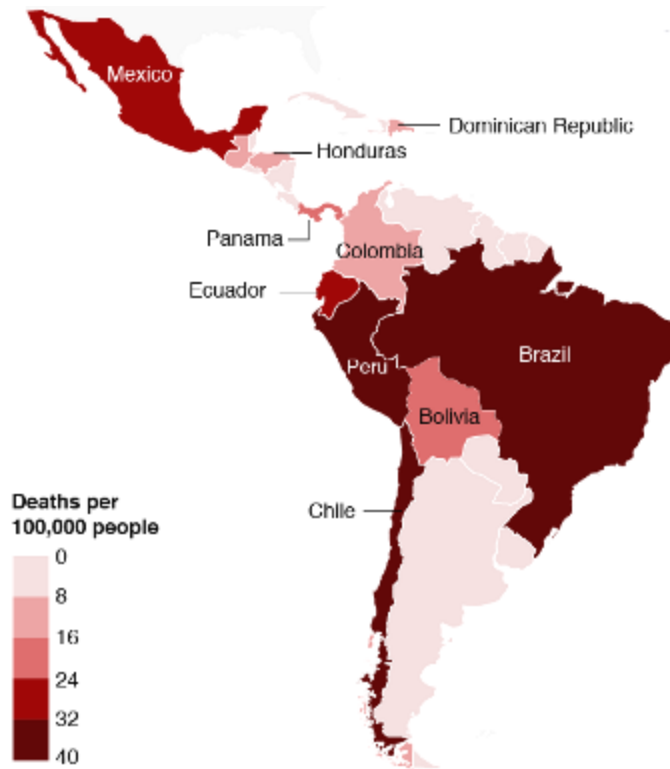 Mexico
Dominican Republic
Honduras
Panama
Colombia
Ecuador
Brazil
Peru
Bolivia
Chile
Deaths per
100,000 people
0
8
16
24
32
40